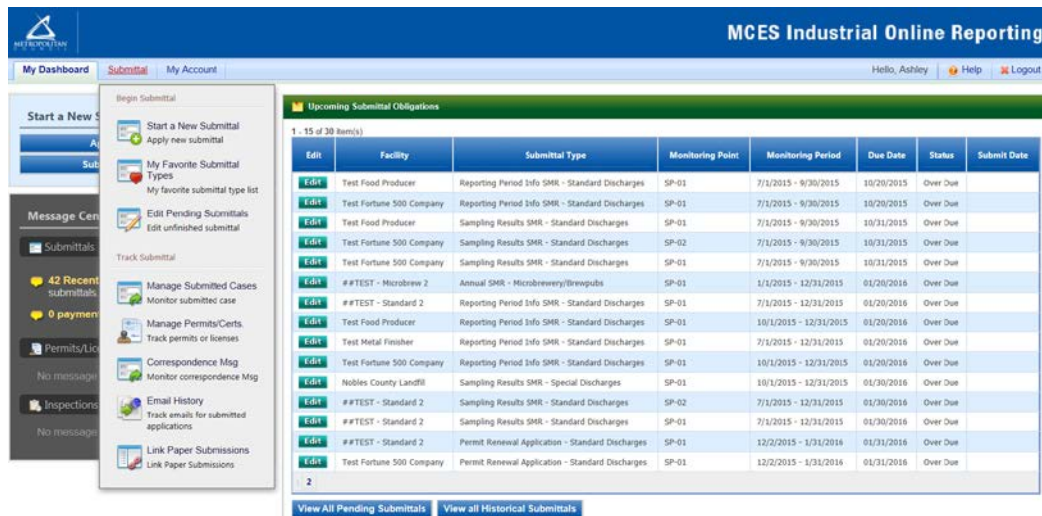 METROPOLITAN
COUNCIL
MCES Industrial Online Reporting
My Dashboard Submittal My Account Hello, Ashley Help Logout
Start a New S
Ap
Sub
Message Cen
Submittals
42 Recent
submittals
0 paymen
Permits/Lic
No message
Inspections
No message
Begin Submittal
Start a New Submittal
Apply new submittal
My Favorite Submittal
Types
My favorite submittal type list
Edit Pending Submittals
Edit unfinished submittal
Track Submittal
Manage Submitted Cases
Monitor submitted case
Manage Permits/Certs.
Track permits or licenses
Correspondence Msg
Monitor correspondence Msg
Email History
Track emails for submitted
applications
Link Paper Submissions
Link Paper Submissions
Upcoming Submittal Obligations
1 - 15 of 30 item(s)
Edit Facility Submittal Type Monitoring Point Monitoring Period Due Date Status Submit Date
Edit Test Food Producer Reporting Period Info SMR - Standard Discharges SP-01 7/1/2015 - 9/30/2015 10/20/2015 Over Due
Edit Test Fortune 500 Company Reporting Period Info SMR - Standard Discharges SP-01 7/1/2015 - 9/30/2015 10/20/2015 Over Due
Edit Test Food Producer Sampling Results SMR - Standard Discharges SP-01 7/1/2015 - 9/30/2015 10/31/2015 Over Due
Edit Test Fortune 500 Company Sampling Results SMR - Standard Discharges SP-02 7/1/2015 - 9/30/2015 10/31/2015 Over Due
Edit Test Fortune 500 Company Sampling Results SMR - Standard Discharges SP-01 7/1/2015 - 9/30/2015 10/31/2015 Over Due
Edit ##TEST - Microbrew 2 Annual SMR - Microbrewery/Brewpubs SP-01 1/1/2015 - 12/31/2015 01/20/2016 Over Due
Edit ##TEST - Standard 2 Reporting Period Info SMR - Standard Discharges SP-01 7/1/2015 - 12/31/2015 01/20/2016 Over Due
Edit Test Food Producer Reporting Period Info SMR - Standard Discharges SP-01 10/1/2015 - 12/31/2015 01/20/2016 Over Due
Edit Test Metal Finisher Reporting Period Info SMR - Standard Discharges SP-01 7/1/2015 - 12/31/2015 01/20/2016 Over Due
Edit Test Fortune 500 Company Reporting Period Info SMR - Standard Discharges SP-01 10/1/2015 - 12/31/2015 01/20/2016 Over Due
Edit Nobles County Landfill Sampling Results SMR - Special Discharges SP-01 10/1/2015 - 12/31/2015 01/30/2016 Over Due
Edit ##TEST - Standard 2 Sampling Results SMR - Standard Discharges SP-02 7/1/2015 - 12/31/2015 01/30/2016 Over Due
Edit ##TEST - Standard 2 Sampling Results SMR - Standard Discharges SP-01 7/1/2015 - 12/31/2015 01/30/2016 Over Due
Edit ##TEST - Standard 2 Permit Renewal Application - Standard Discharges SP-01 12/2/2015 - 1/31/2016 01/31/2016 Over Due
Edit Test Fortune 500 Company Permit Renewal Application - Standard Discharges SP-01 12/2/2015 - 1/31/2016 01/31/2016 Over Due
2
View All Pending Submittals View all Historical Submittals